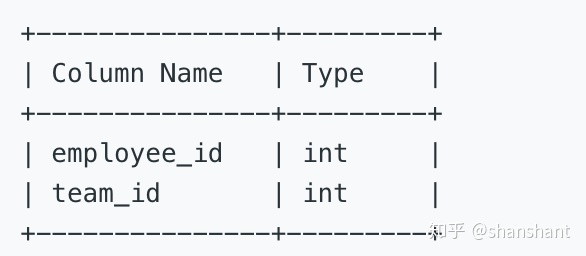 +---------------+---------+
| Column Name   | Type    |
+---------------+---------+
| employee_id   | int     |
| team_id       | int     |
+---------------+---------+
知乎 @shanshant